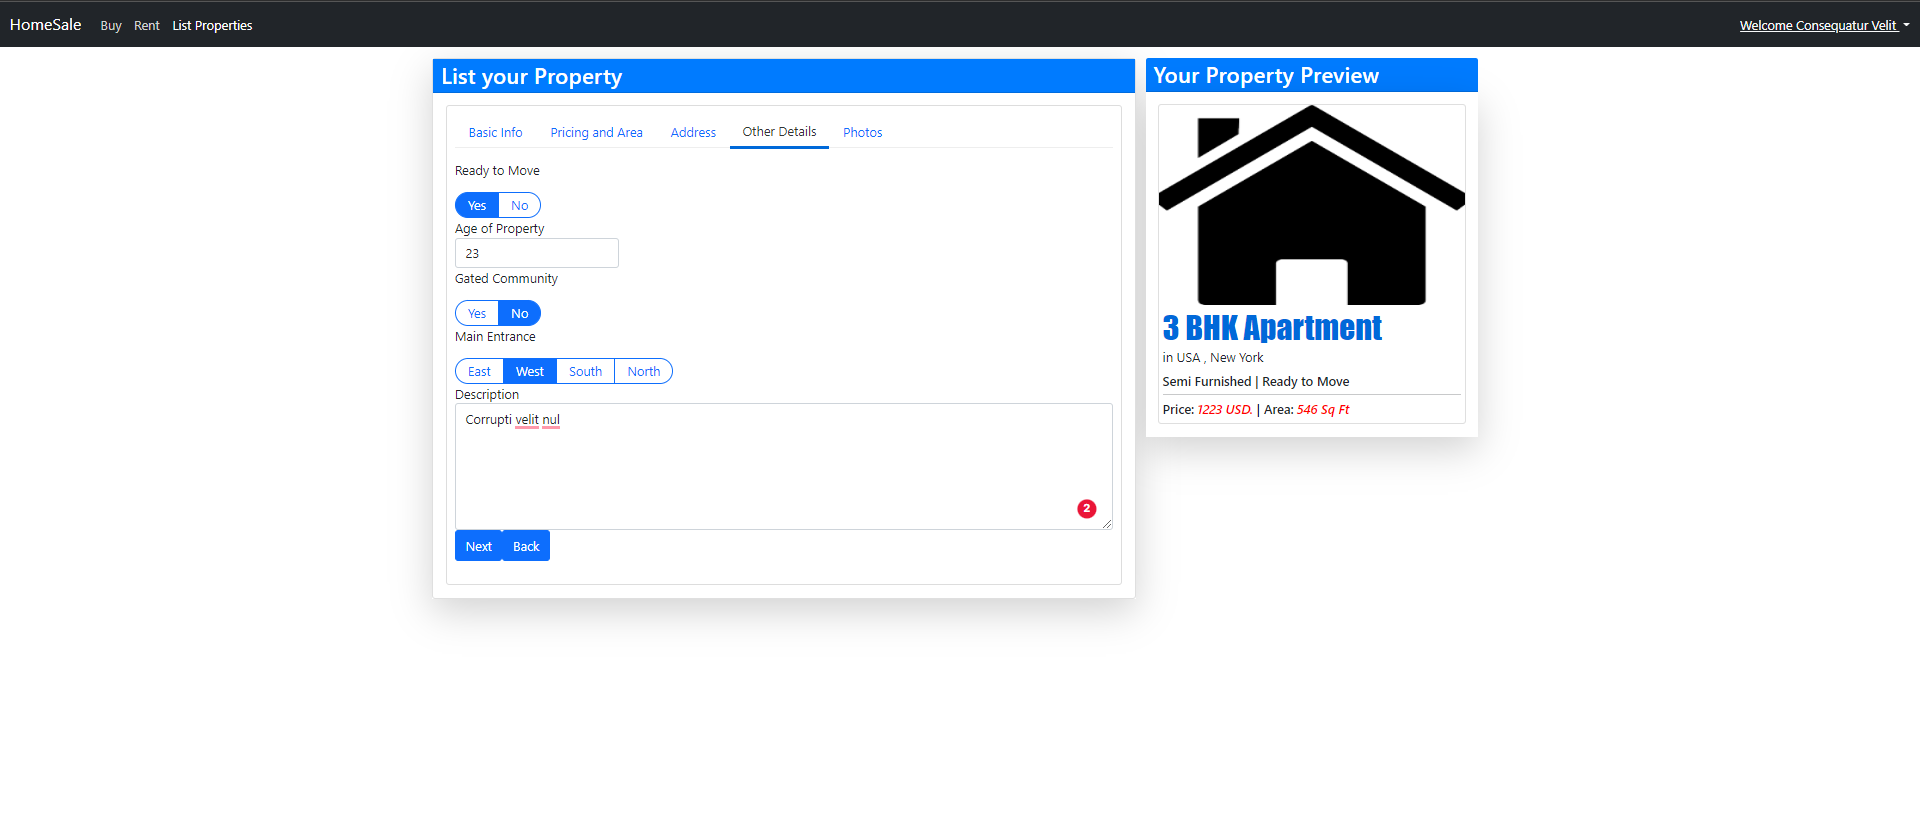 HomeSale Buy Rent List Properties Welcome Consequatur Velit
List your Property
Basic Info Pricing and Area Address Other Details Photos
Ready to Move
Yes No
Age of Property
23
Gated Community
Yes No
Main Entrance
East West South North
Description
Corrupti velit nul
2
Next Back
Your Property Preview
3 BHK Apartment
in USA , New York
Semi Furnished | Ready to Move
Price: 1223 USD. | Area: 546 Sq Ft